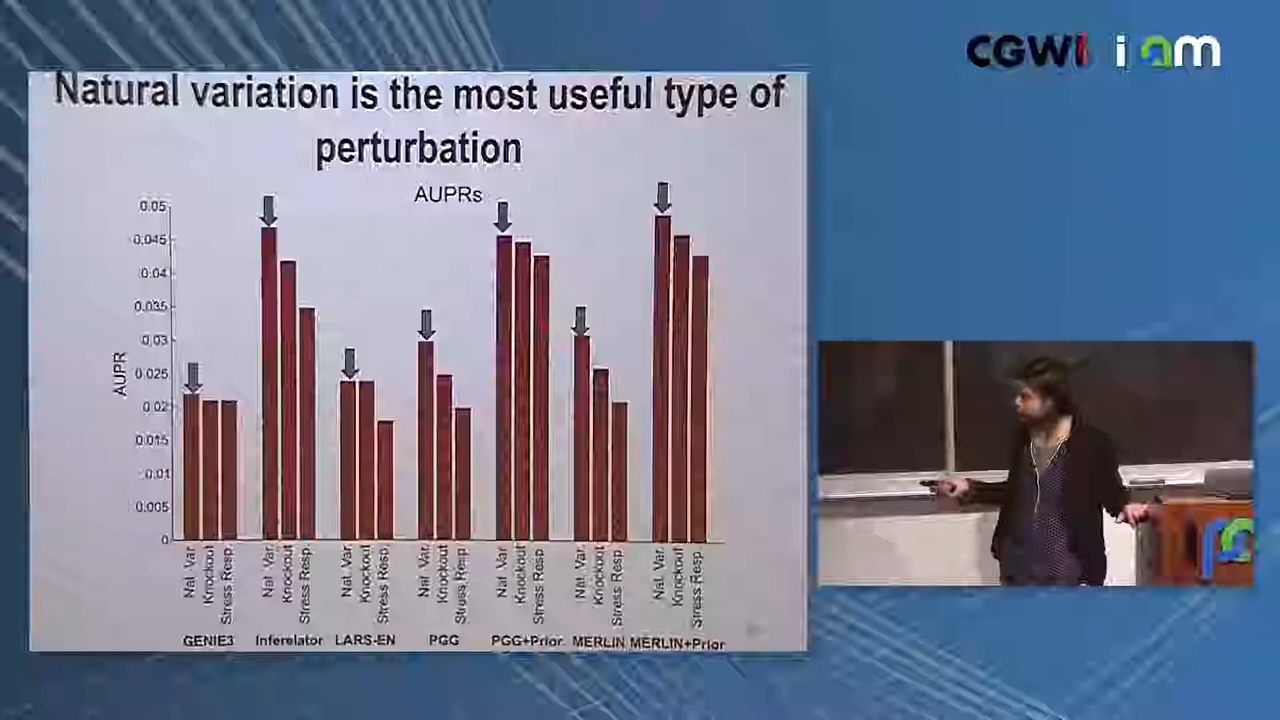 CGWI ipam
Natural variation is the most useful type of
perturbation
AUPRs
AUPR
0.05
0.045
0.04
0.035
0.03
0.025
0.02
0.015
0.01
0.005
0
Nat. Var.
Knockout
Stress Resp.
Nat. Var.
Knockout
Stress Resp.
Nat. Var.
Knockout
Stress Resp.
Nat. Var.
Knockout
Stress Resp.
Nat. Var.
Knockout
Stress Resp
Nat. Var.
Knockout
Stress Resp
Nat. Var.
Knockout
Stress Resp.
GENIE3 Inferelator LARS-EN PGG PGG+Prior. MERLIN MERLIN+Prior